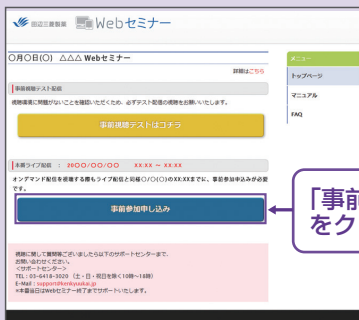 田辺三菱製薬 Webセミナー
○月○日(○) △△△ Webセミナー
詳細はこちら
事前視聴テスト配信
視聴環境に問題がないことを確認いただくため、必ずテスト配信の視聴をお願いいたします。
事前視聴テストはコチラ
本番ライブ配信 : 20○○/○○/○○ XX:XX ~ XX:XX
オンデマンド配信を視聴する際もライブ配信と同様○/○(○)のXX:XXまでに、事前参加申込みが必要
です。
事前参加申し込み
視聴に関して質問等ございましたら以下のサポートセンターまで、
お問い合わせください。
<サポートセンター>
TEL:03-6418-3020 (土・日・祝日を除く10時~18時)
E-Mail:support@kenkyuukai.jp
※本番当日はWebセミナー終了までサポートいたします。
メニュー
トップページ
マニュアル
FAQ
「事前
をク